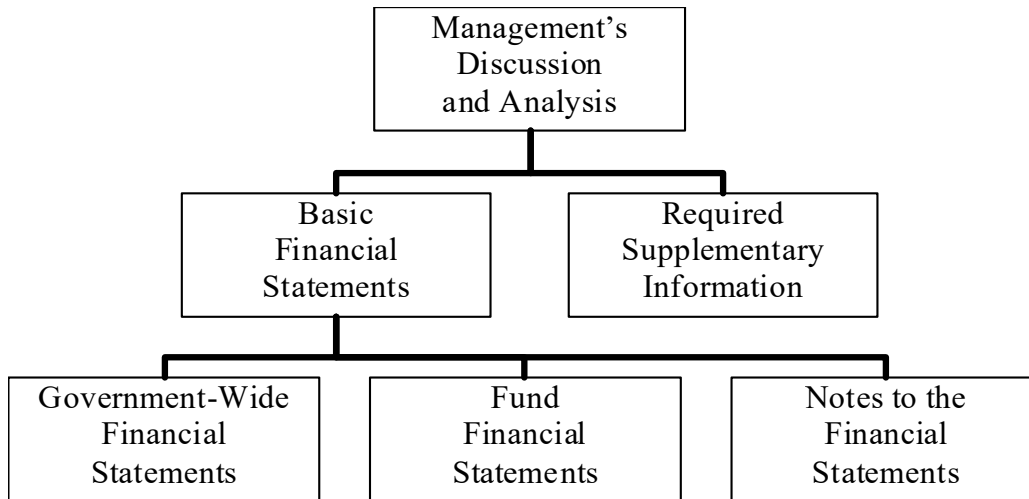 Management’s
Discussion
and Analysis
Basic
Financial
Statements
Required
Supplementary
Information
Government-Wide
Financial
Statements
Fund
Financial
Statements
Notes to the
Financial
Statements